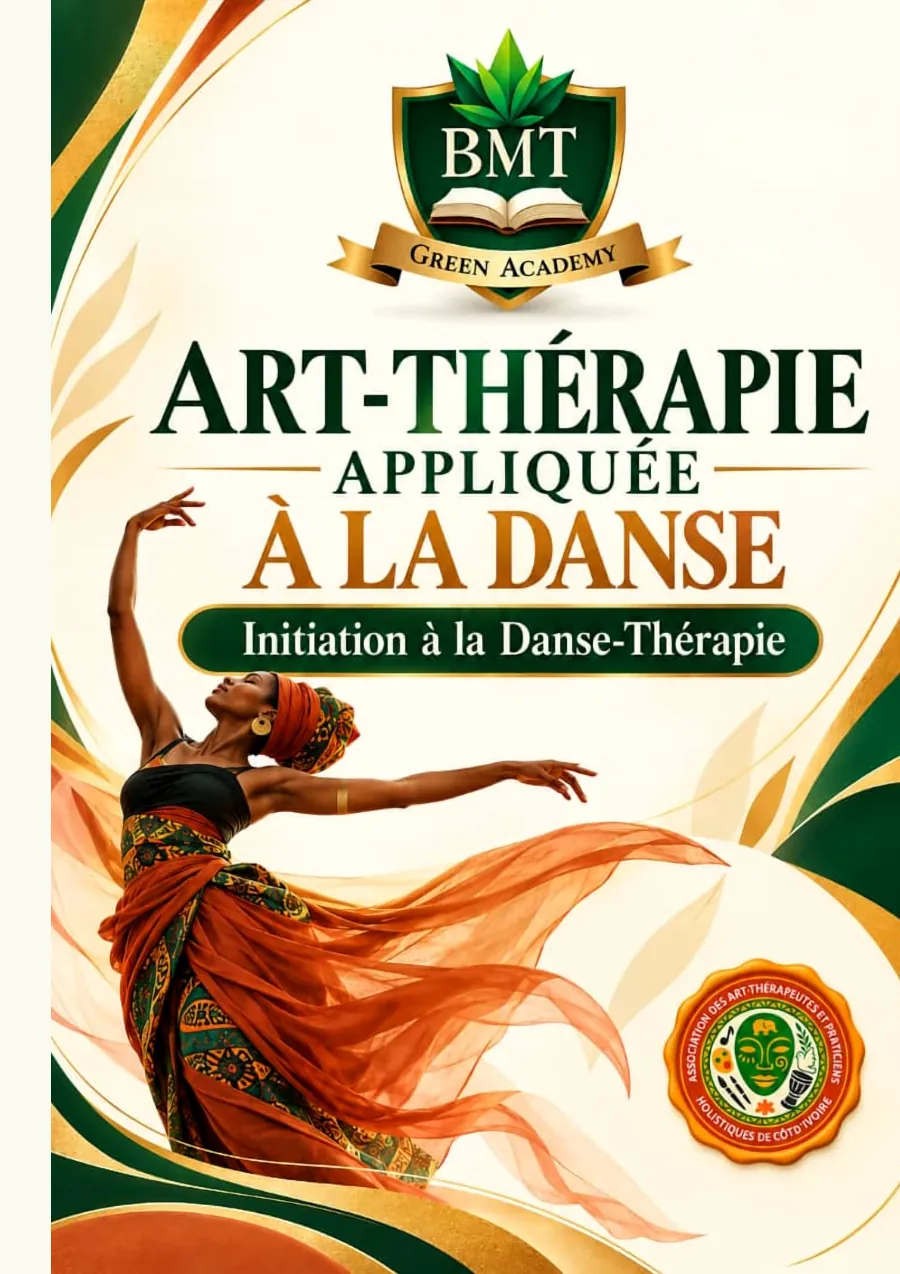 BMT
GREEN ACADEMY
ART-THÉRAPIE
APPLIQUÉE
À LA DANSE
Initiation à la Danse-Thérapie
ASSOCIATION DES ART-THÉRAPEUTES ET PRATICIENS
HOLISTIQUES DE CÔTD'IVOIRE